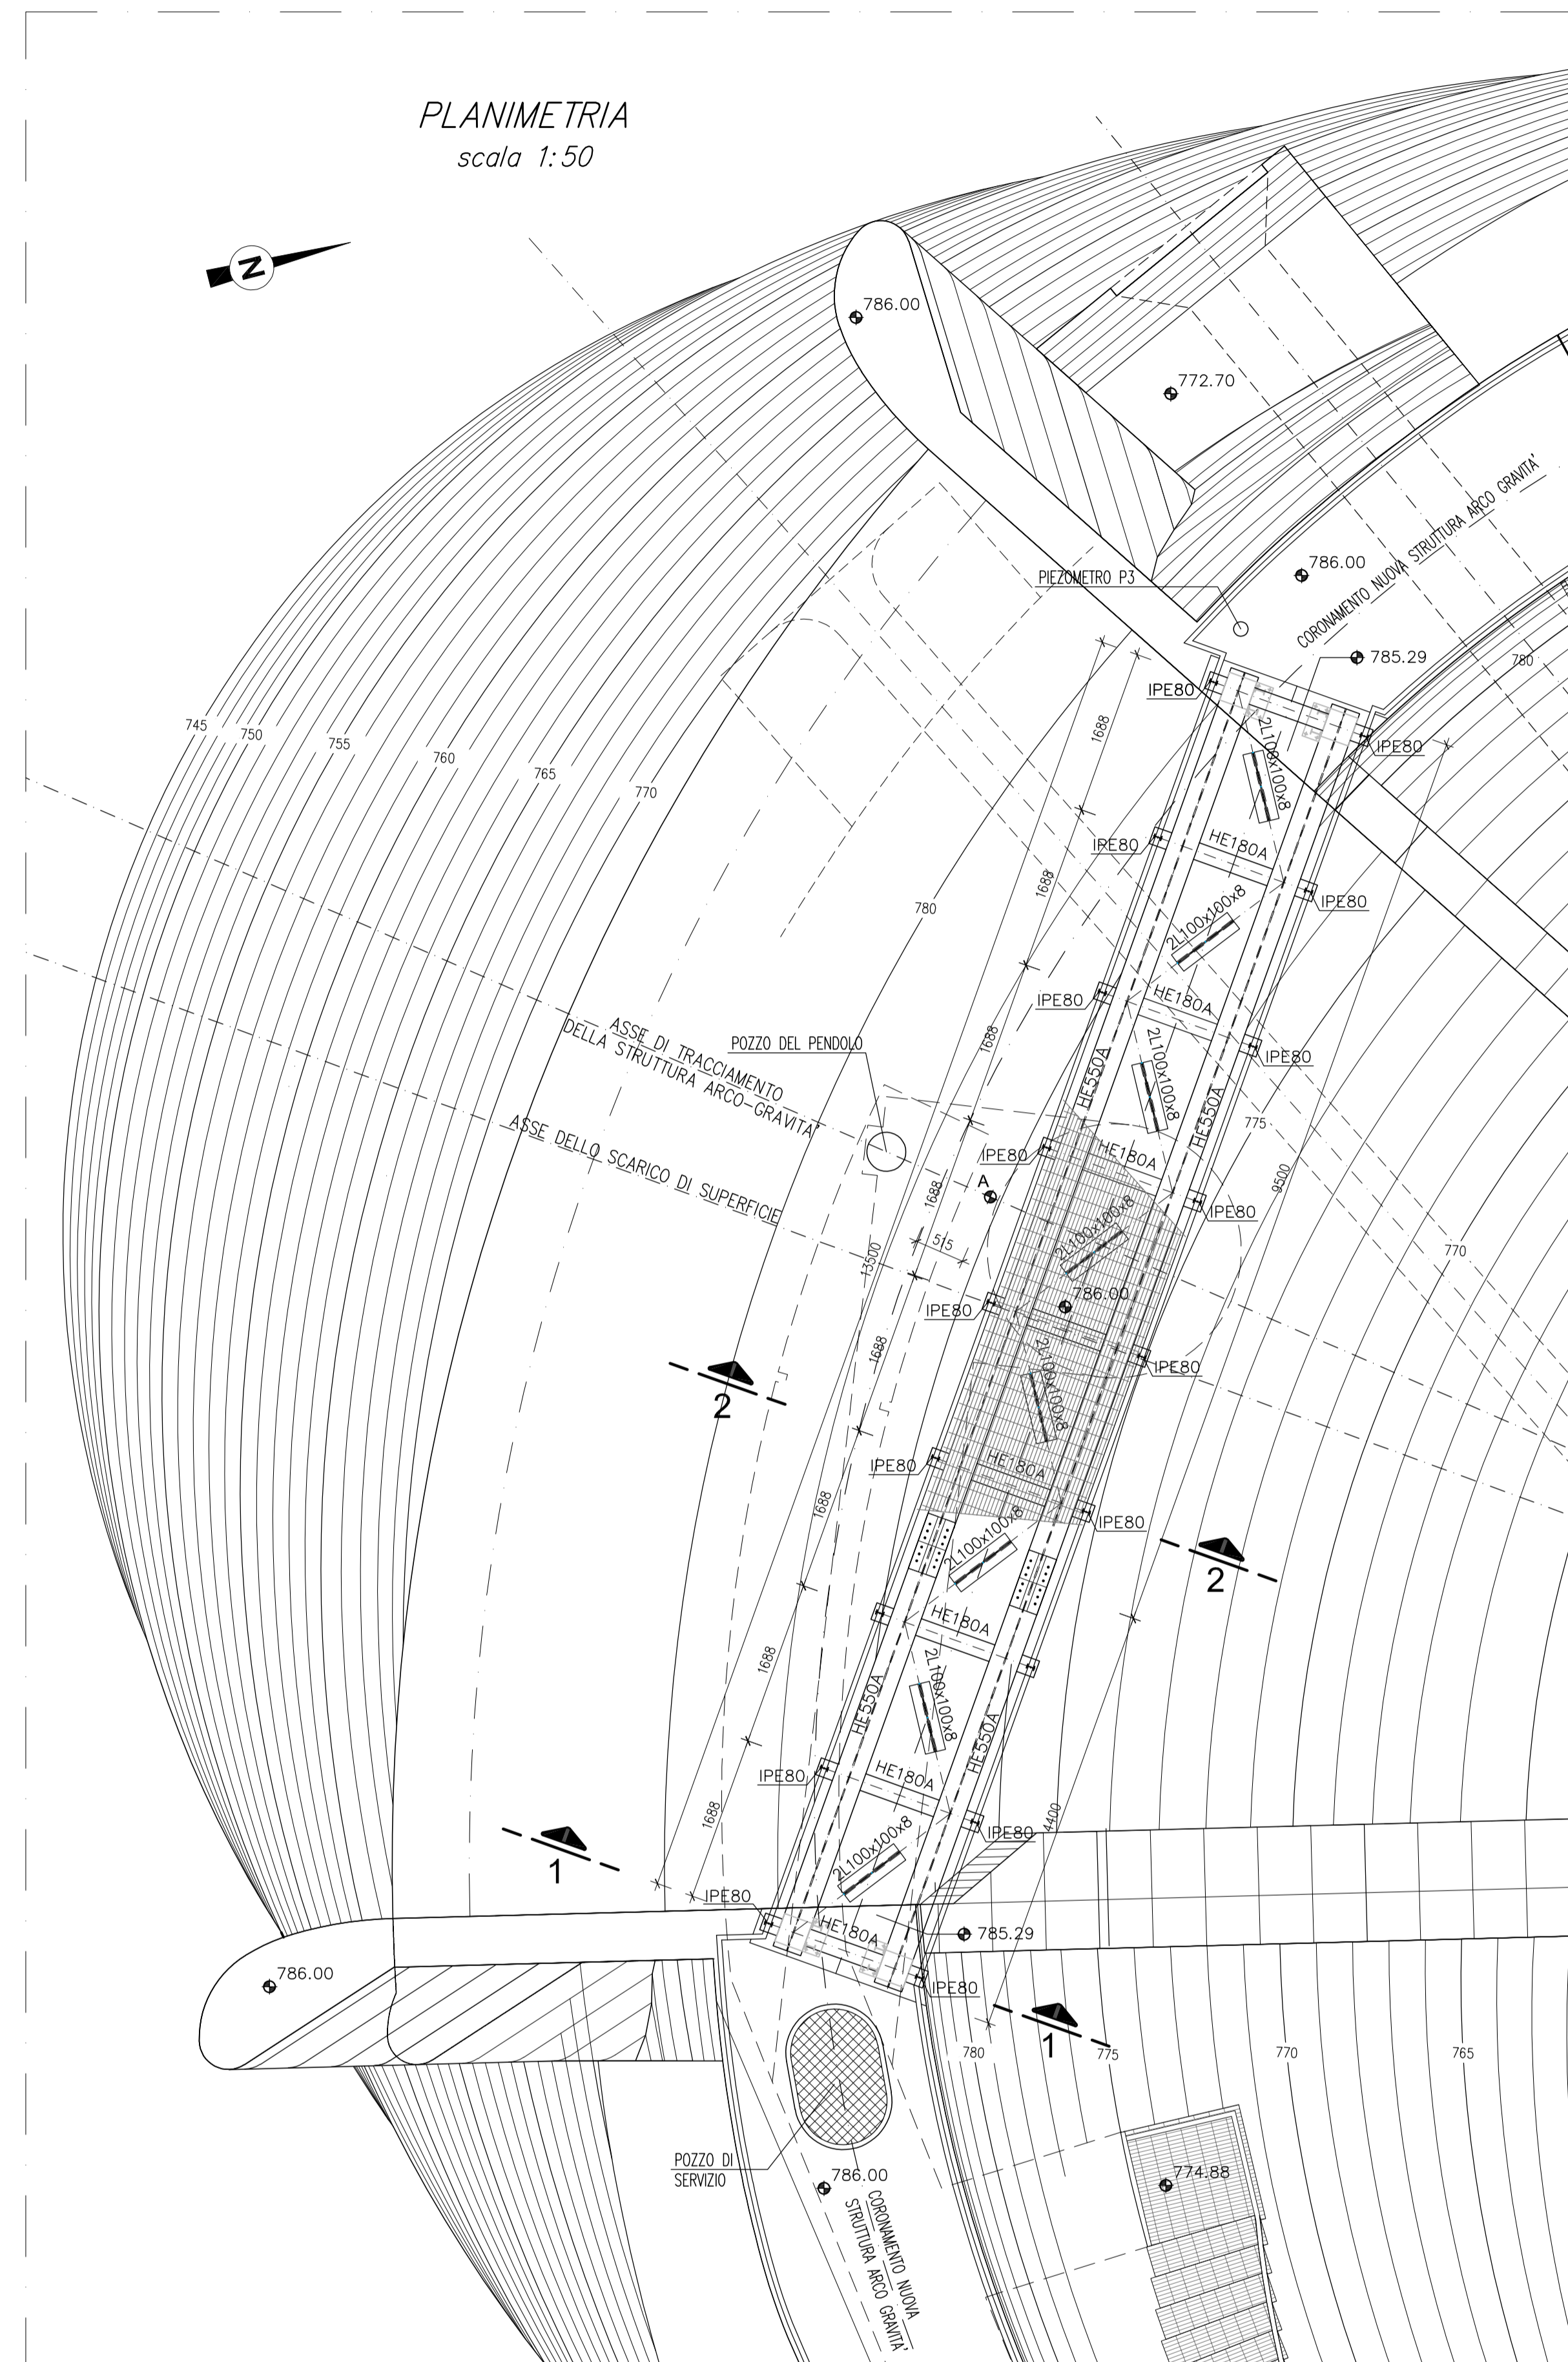 PLANIMETRIA
scala 1:50
N
786.00
772.70
786.00
CORONAMENTO NUOVA STRUTTURA ARCO GRAVITA'
PIEZOMETRO P3
785.29
780
IPE80
IPE80
2L100x100x8
1688
745
750
755
760
765
770
HE180A
IPE80
IPE80
1688
2L100x100x8
780
HE180A
IPE80
IPE80
1688
2L100x100x8
HE550A
HE550A
775
ASSE DI TRACCIAMENTO
DELLA STRUTTURA ARCO-GRAVITA'
POZZO DEL PENDOLO
ASSE DELLO SCARICO DI SUPERFICIE
IPE80
HE180A
A
1688
9500
IPE80
2L100x100x8
515
13500
770
786.00
IPE80
1688
2L100x100x8
IPE80
2
2
IPE80
HE180A
1688
IPE80
2L100x100x8
HE180A
1688
2L100x100x8
HE550A
HE550A
IPE80
HE180A
1688
4400
IPE80
2L100x100x8
1
IPE80
HE180A
785.29
786.00
IPE80
1
780
775
770
765
POZZO DI
SERVIZIO
786.00
774.88
CORONAMENTO NUOVA
STRUTTURA ARCO GRAVITA'